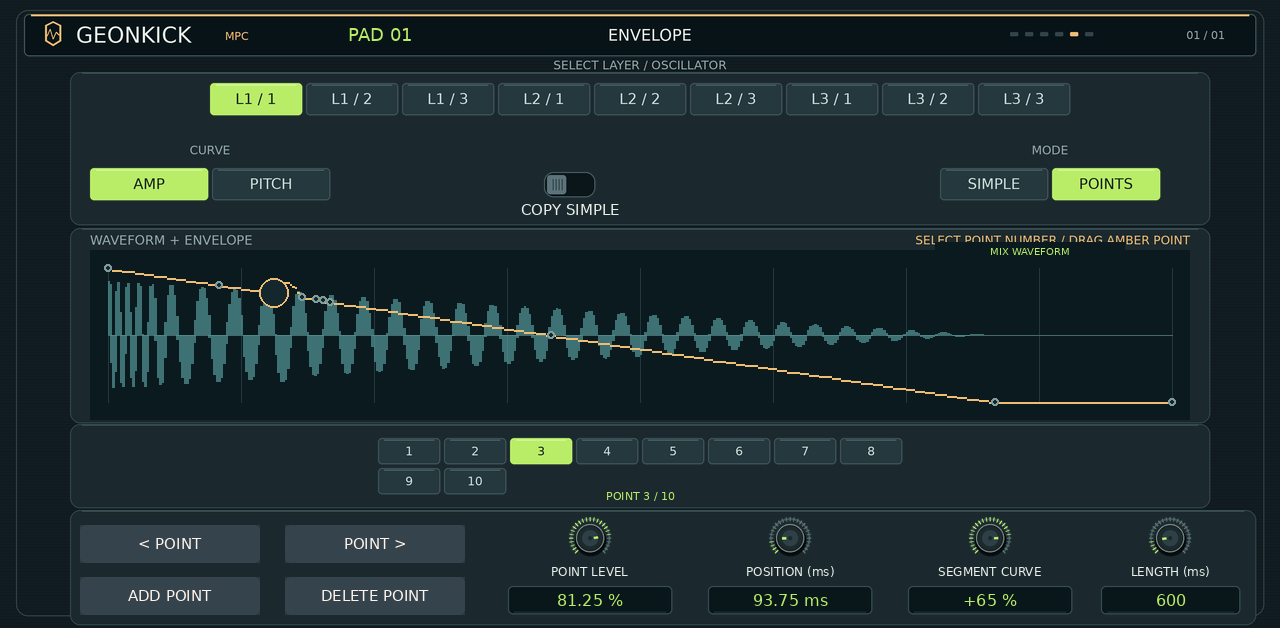 GEONKICK MPC PAD 01 ENVELOPE 01 / 01
SELECT LAYER / OSCILLATOR
L1 / 1 L1 / 2 L1 / 3 L2 / 1 L2 / 2 L2 / 3 L3 / 1 L3 / 2 L3 / 3
CURVE MODE
AMP PITCH SIMPLE POINTS
COPY SIMPLE
WAVEFORM + ENVELOPE SELECT POINT NUMBER / DRAG AMBER POINT
MIX WAVEFORM
1 2 3 4 5 6 7 8
9 10
POINT 3 / 10
< POINT POINT >
POINT LEVEL POSITION (ms) SEGMENT CURVE LENGTH (ms)
ADD POINT DELETE POINT 81.25 % 93.75 ms +65 % 600